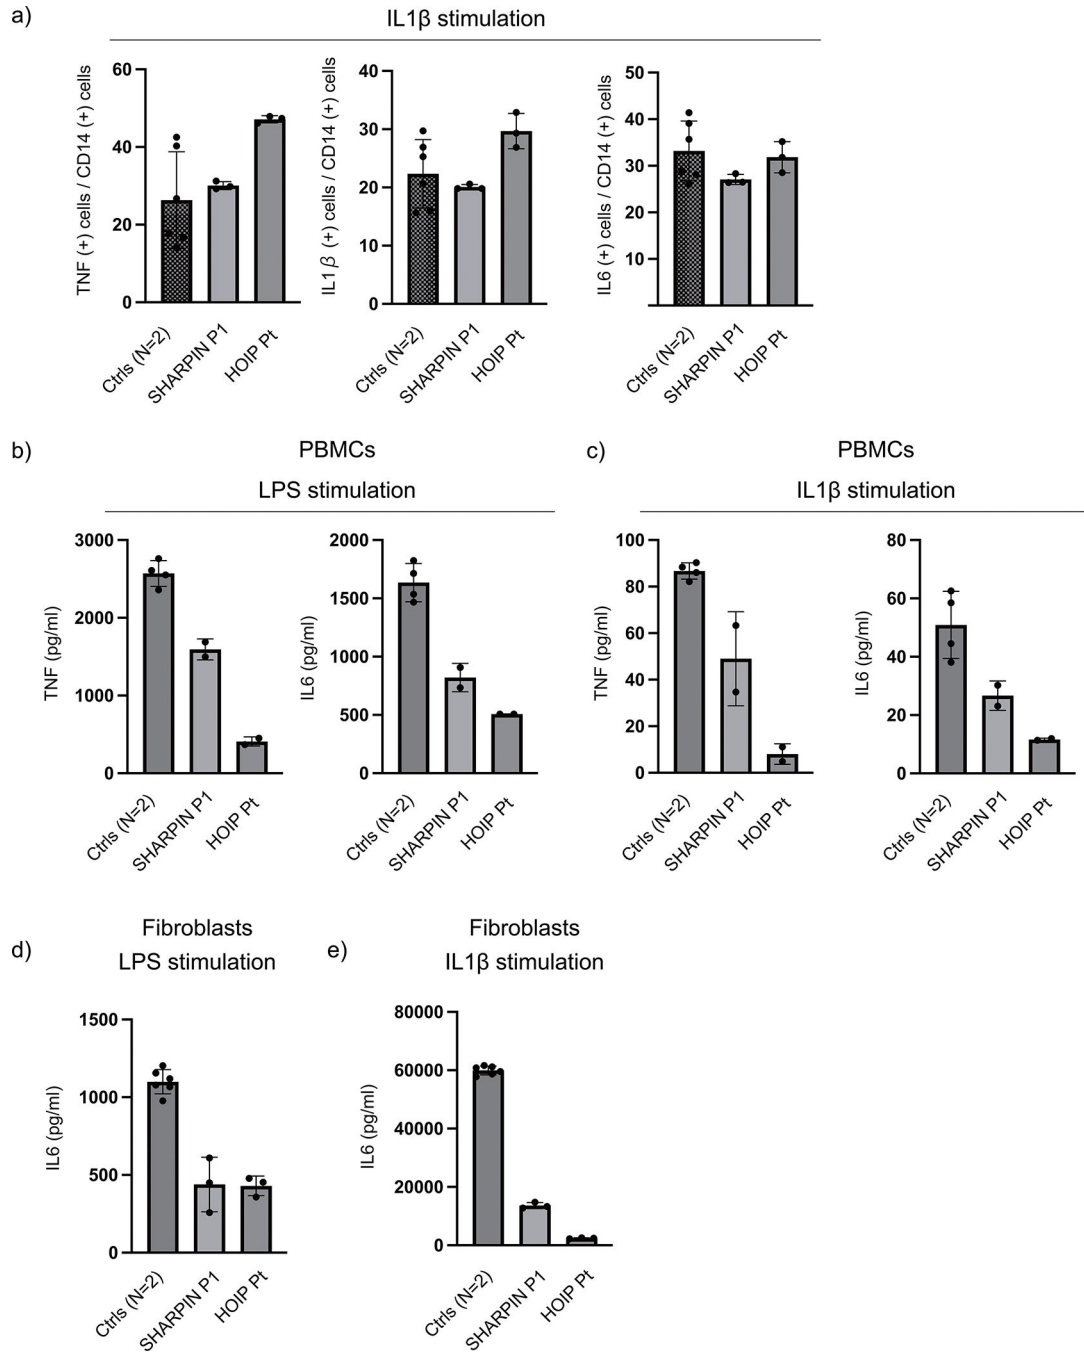 a)
IL1β stimulation
TNF (+) cells / CD14 (+) cells
60
40
20
0
Ctrls (N=2)
SHARPIN P1
HOIP Pt
IL1β (+) cells / CD14 (+) cells
40
30
20
10
0
Ctrls (N=2)
SHARPIN P1
HOIP Pt
IL6 (+) cells / CD14 (+) cells
50
40
30
20
10
Ctrls (N=2)
SHARPIN P1
HOIP Pt
b)
PBMCs
LPS stimulation
TNF (pg/ml)
3000
2000
1000
0
Ctrls (N=2)
SHARPIN P1
HOIP Pt
IL6 (pg/ml)
2000
1500
1000
500
0
Ctrls (N=2)
SHARPIN P1
HOIP Pt
c)
PBMCs
IL1β stimulation
TNF (pg/ml)
100
80
60
40
20
0
Ctrls (N=2)
SHARPIN P1
HOIP Pt
IL6 (pg/ml)
80
60
40
20
0
Ctrls (N=2)
SHARPIN P1
HOIP Pt
d)
Fibroblasts
LPS stimulation
IL6 (pg/ml)
1500
1000
500
0
Ctrls (N=2)
SHARPIN P1
HOIP Pt
e)
Fibroblasts
IL1β stimulation
IL6 (pg/ml)
80000
60000
40000
20000
0
Ctrls (N=2)
SHARPIN P1
HOIP Pt